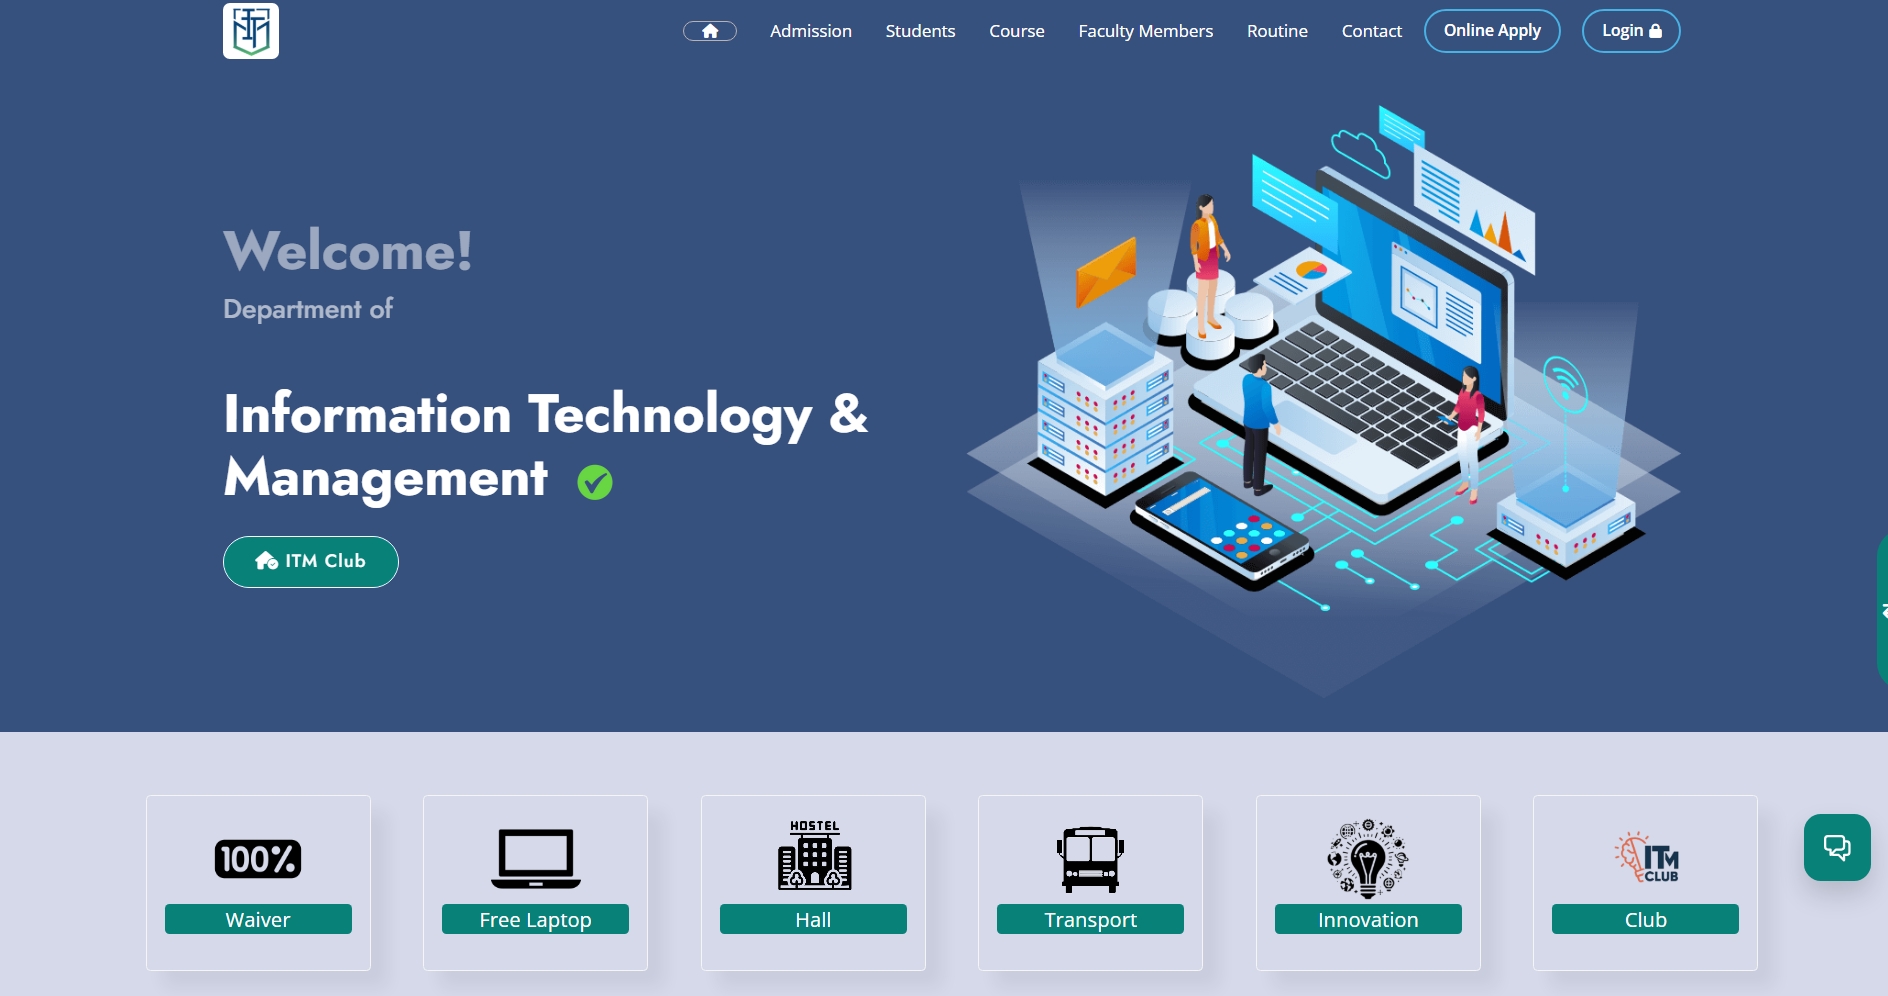 ITM
Admission
Students
Course
Faculty Members
Routine
Contact
Online Apply
Login
Welcome!
Department of
Information Technology &
Management
ITM Club
100%
Waiver
Free Laptop
HOSTEL
Hall
Transport
Innovation
ITM
CLUB
Club